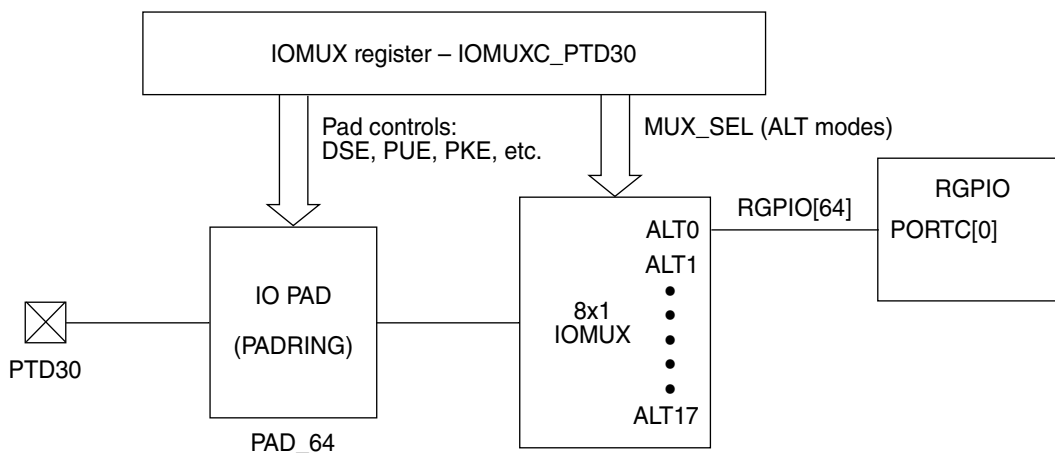 IOMUX register – IOMUXC_PTD30
Pad controls:
DSE, PUE, PKE, etc.
MUX_SEL (ALT modes)
RGPIO
RGPIO[64]
PORTC[0]
ALT0
ALT1
IO PAD
(PADRING)
8x1
IOMUX
PTD30
ALT17
PAD_64